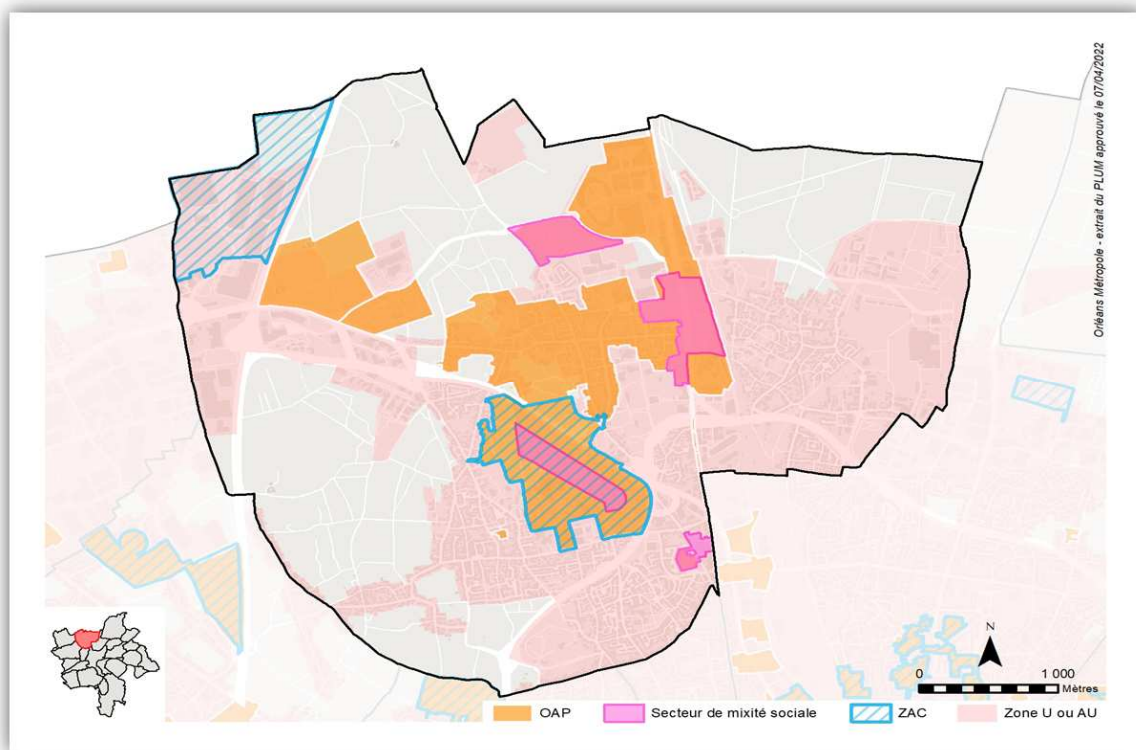 Orléans Métropole - extrait du PLUM approuvé le 07/04/2022
N
0 1 000
Mètres
OAP Secteur de mixité sociale ZAC Zone U ou AU